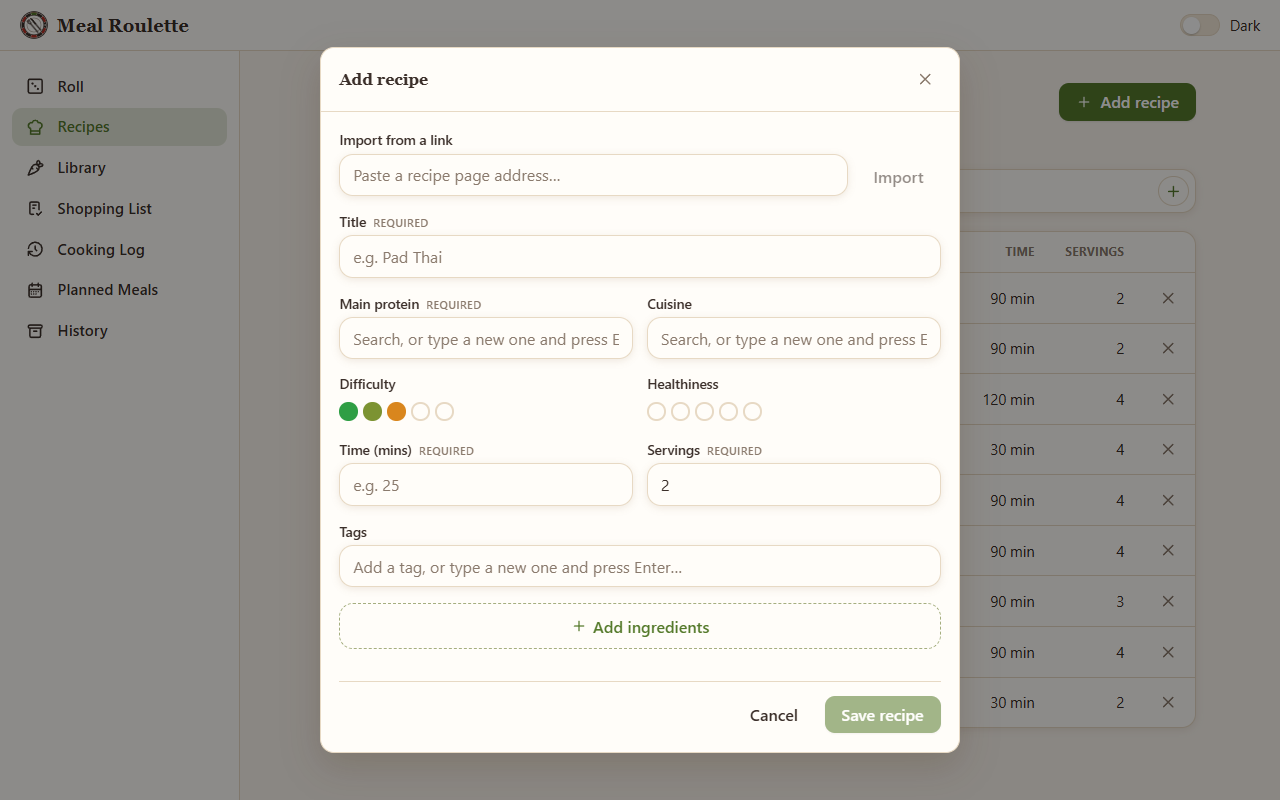 Meal Roulette
Dark
Roll
Recipes
Library
Shopping List
Cooking Log
Planned Meals
History
+ Add recipe
Add recipe
Import from a link
Paste a recipe page address...
Import
Title REQUIRED
e.g. Pad Thai
Main protein REQUIRED
Cuisine
Search, or type a new one and press E
Search, or type a new one and press E
Difficulty
Healthiness
Time (mins) REQUIRED
Servings REQUIRED
e.g. 25
2
Tags
Add a tag, or type a new one and press Enter...
+ Add ingredients
Cancel
Save recipe
TIME SERVINGS
90 min 2
90 min 2
120 min 4
30 min 4
90 min 4
90 min 4
90 min 3
90 min 4
30 min 2